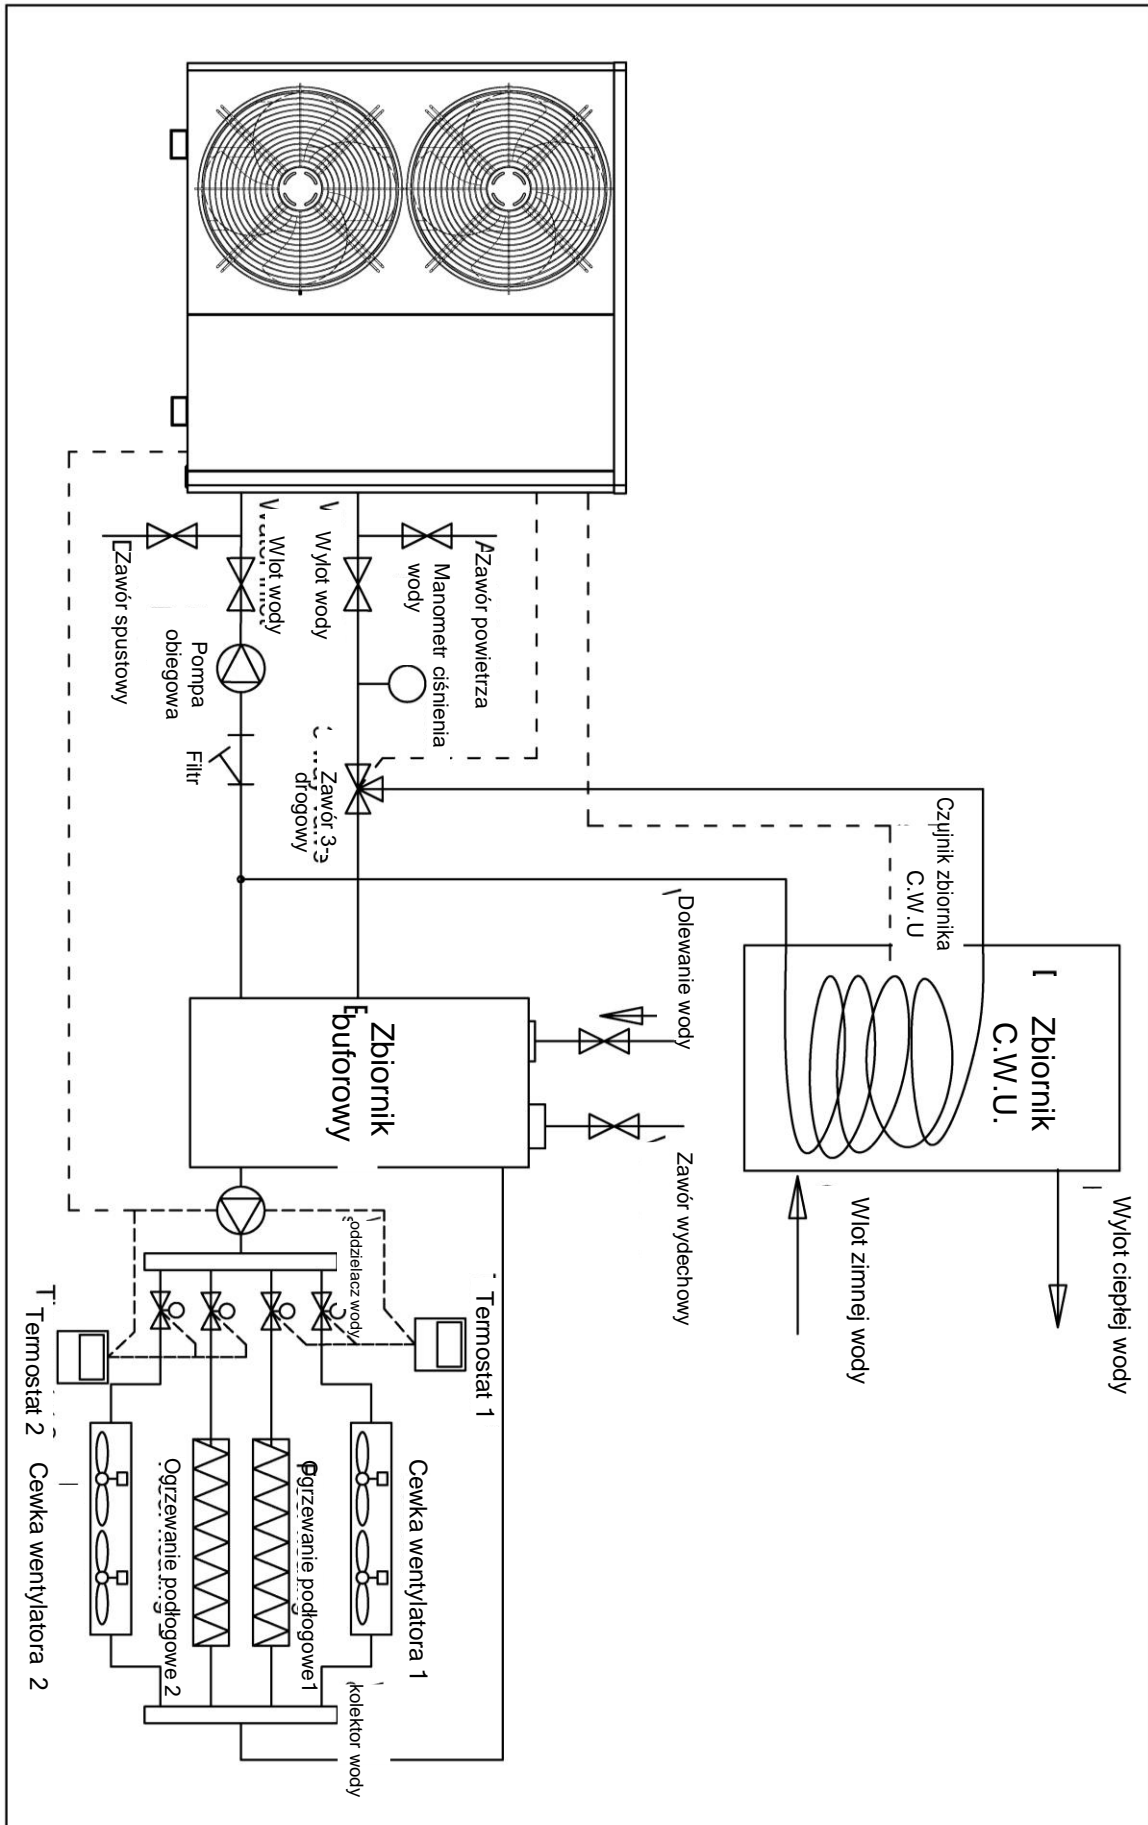 Wylot ciepłej wody
Wlot zimnej wody
Zbiornik
C.W.U.
Czujnik zbiornika
C.W.U
Dolewanie wody
Zawór wydechowy
Zawór powietrza
Manometr ciśnienia
wody
Wylot wody
Wlot wody
Zawór spustowy
Pompa
obiegowa
Filtr
Zawór 3-
drogowy
Zbiornik
buforowy
oddzielacz wody
Termostat 1
Termostat 2
Cewka wentylatora 1
Ogrzewanie podłogowe1
Ogrzewanie podłogowe 2
Cewka wentylatora 2
kolektor wody